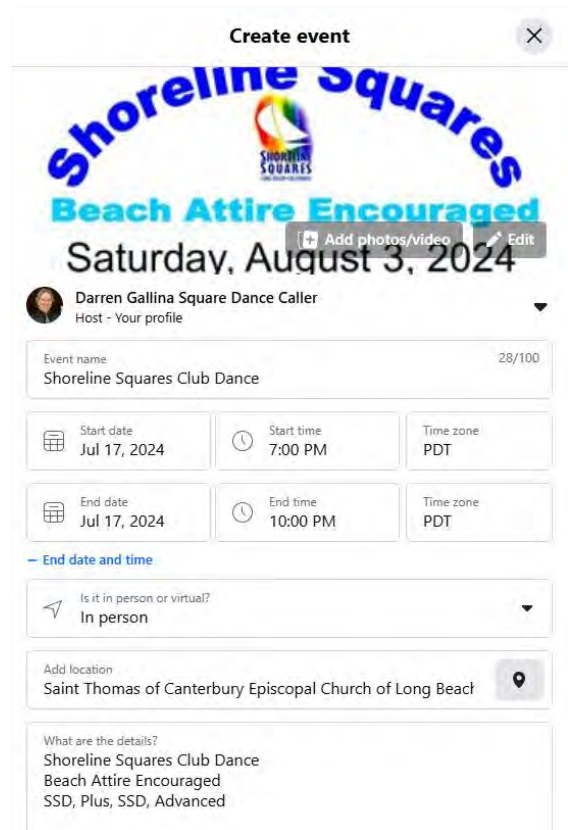 Create event
Shoreline Squares
SHORELINE
SQUARES
LONG BEACH, CALIFORNIA
Beach Attire Encouraged
Add photos/video
Edit
Saturday, August 3, 2024
Darren Gallina Square Dance Caller
Host - Your profile
Event name
28/100
Shoreline Squares Club Dance
Start date
Jul 17, 2024
Start time
7:00 PM
Time zone
PDT
End date
Jul 17, 2024
End time
10:00 PM
Time zone
PDT
− End date and time
Is it in person or virtual?
In person
Add location
Saint Thomas of Canterbury Episcopal Church of Long Beach
What are the details?
Shoreline Squares Club Dance
Beach Attire Encouraged
SSD, Plus, SSD, Advanced